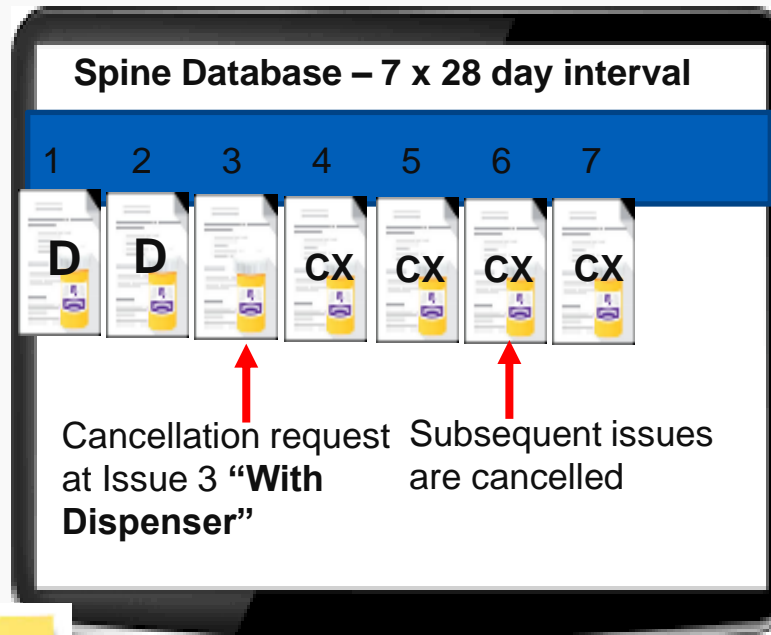 Spine Database – 7 x 28 day interval
1 2 3 4 5 6 7
D D CX CX CX CX
Cancellation request
at Issue 3 “With
Dispenser”
Subsequent issues
are cancelled